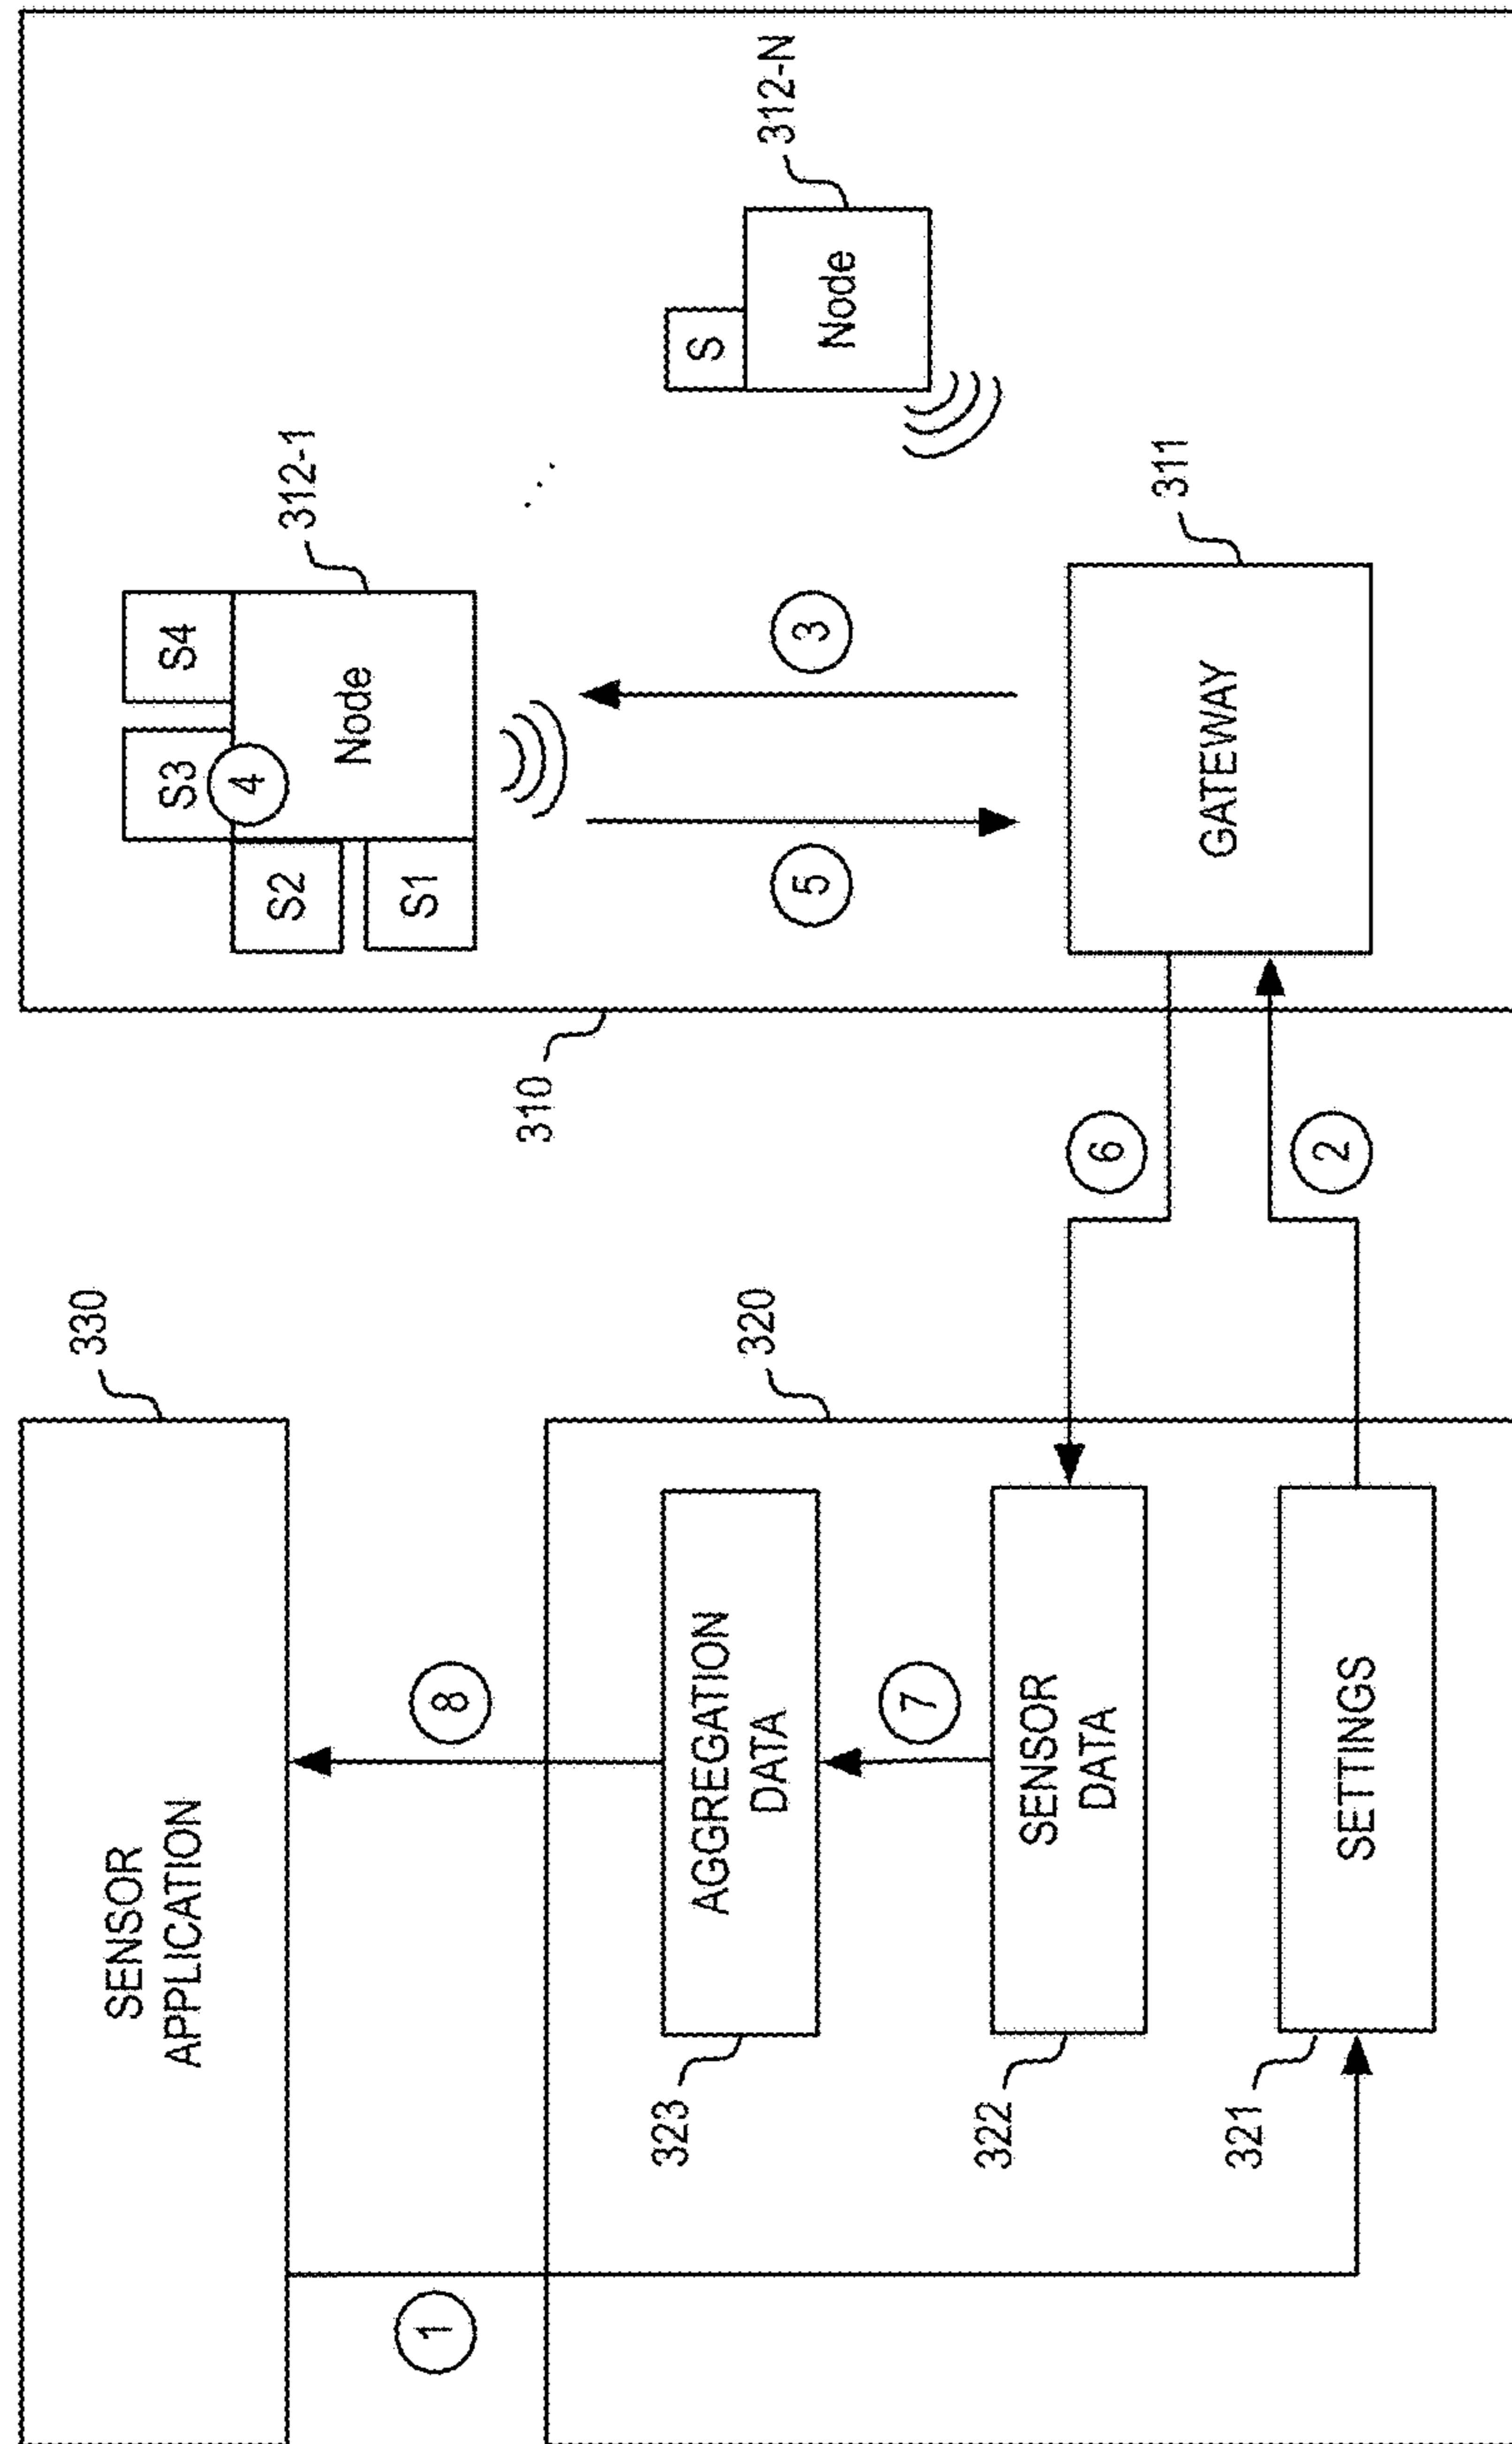 SENSOR
APPLICATION
330
1
8
320
AGGREGATION
DATA
323
7
SENSOR
DATA
322
SETTINGS
321
6
2
310
S3
S4
S2
S1
4
Node
312-1
...
S
Node
312-N
5
3
GATEWAY
311